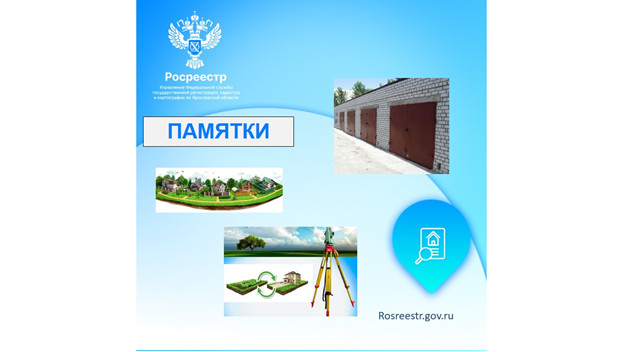 Росреестр
Управление Федеральной службы
государственной регистрации, кадастра
и картографии по Ярославской области
ПАМЯТКИ
Rosreestr.gov.ru